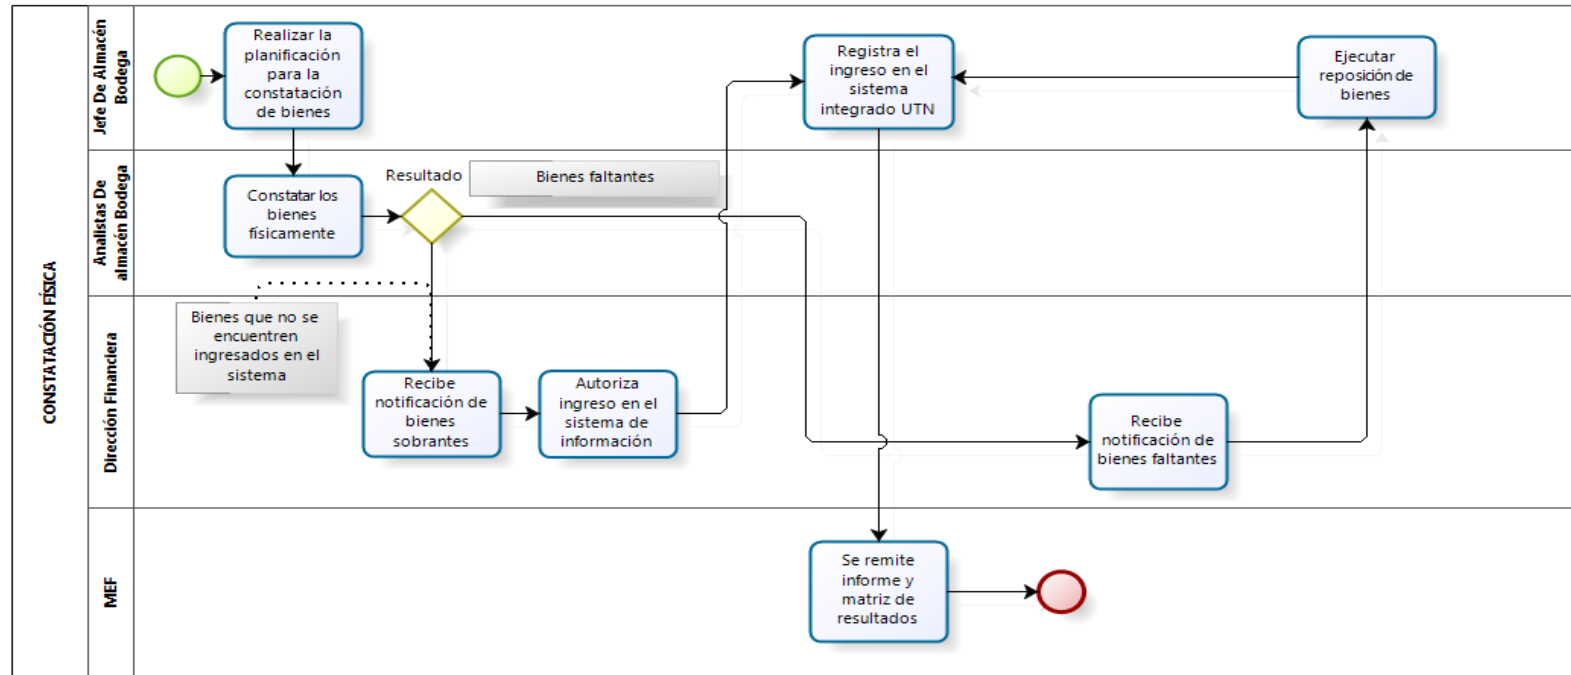 CONSTATACIÓN FÍSICA
Jefe De Almacén
Bodega
Realizar la
planificación
para la
constatación
de bienes
Registra el
ingreso en el
sistema
integrado UTN
Ejecutar
reposición de
bienes
Analistas De
almacén Bodega
Constatar los
bienes
físicamente
Resultado
Bienes faltantes
Dirección Financiera
Bienes que no se
encuentren
ingresados en el
sistema
Recibe
notificación de
bienes
sobrantes
Autoriza
ingreso en el
sistema de
información
Recibe
notificación de
bienes faltantes
MEF
Se remite
informe y
matriz de
resultados